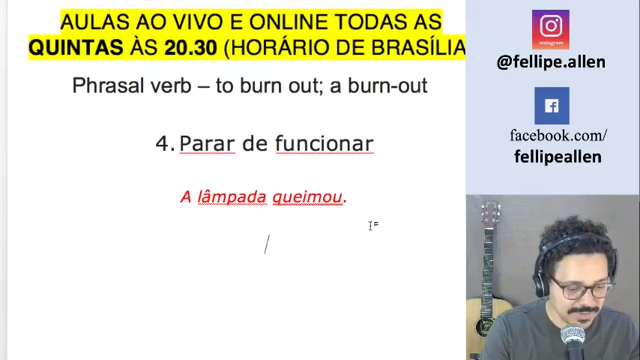 AULAS AO VIVO E ONLINE TODAS AS
QUINTAS ÀS 20.30 (HORÁRIO DE BRASÍLIA
Phrasal verb – to burn out; a burn-out
4. Parar de funcionar
A lâmpada queimou.
Instagram
@fellipe.allen
facebook.com/
fellipeallen